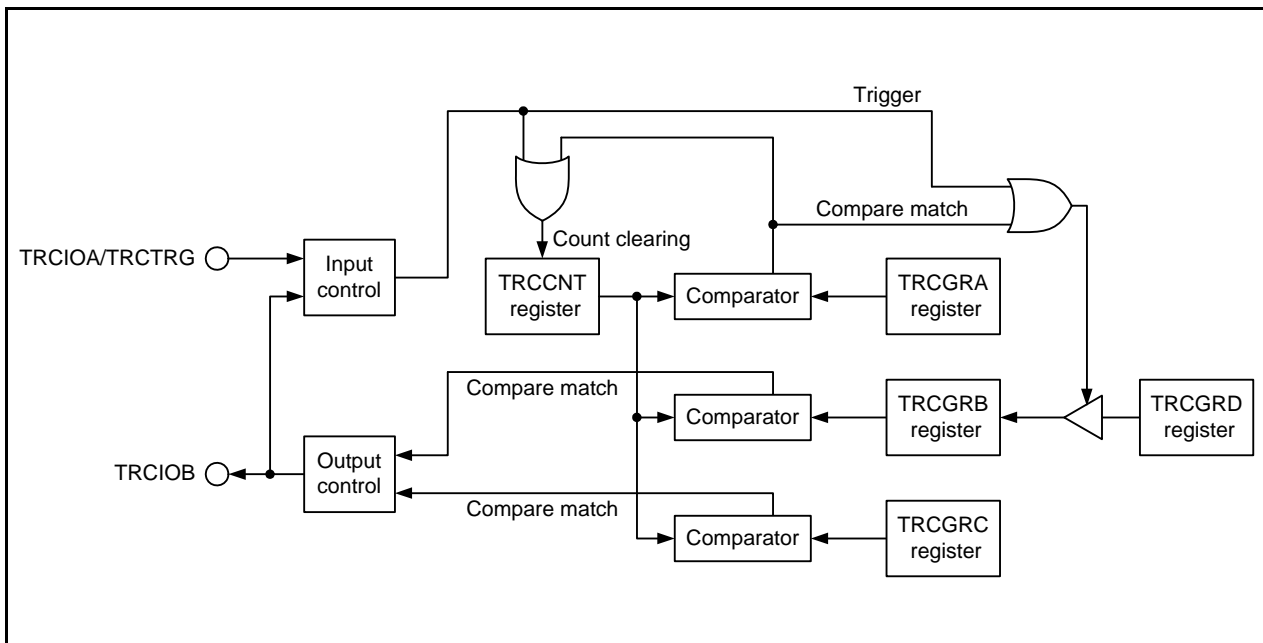 Trigger
Compare match
TRCIOA/TRCTRG
Input
control
Count clearing
TRCCNT
register
Comparator
TRCGRA
register
Compare match
Comparator
TRCGRB
register
TRCGRD
register
TRCIOB
Output
control
Compare match
Comparator
TRCGRC
register